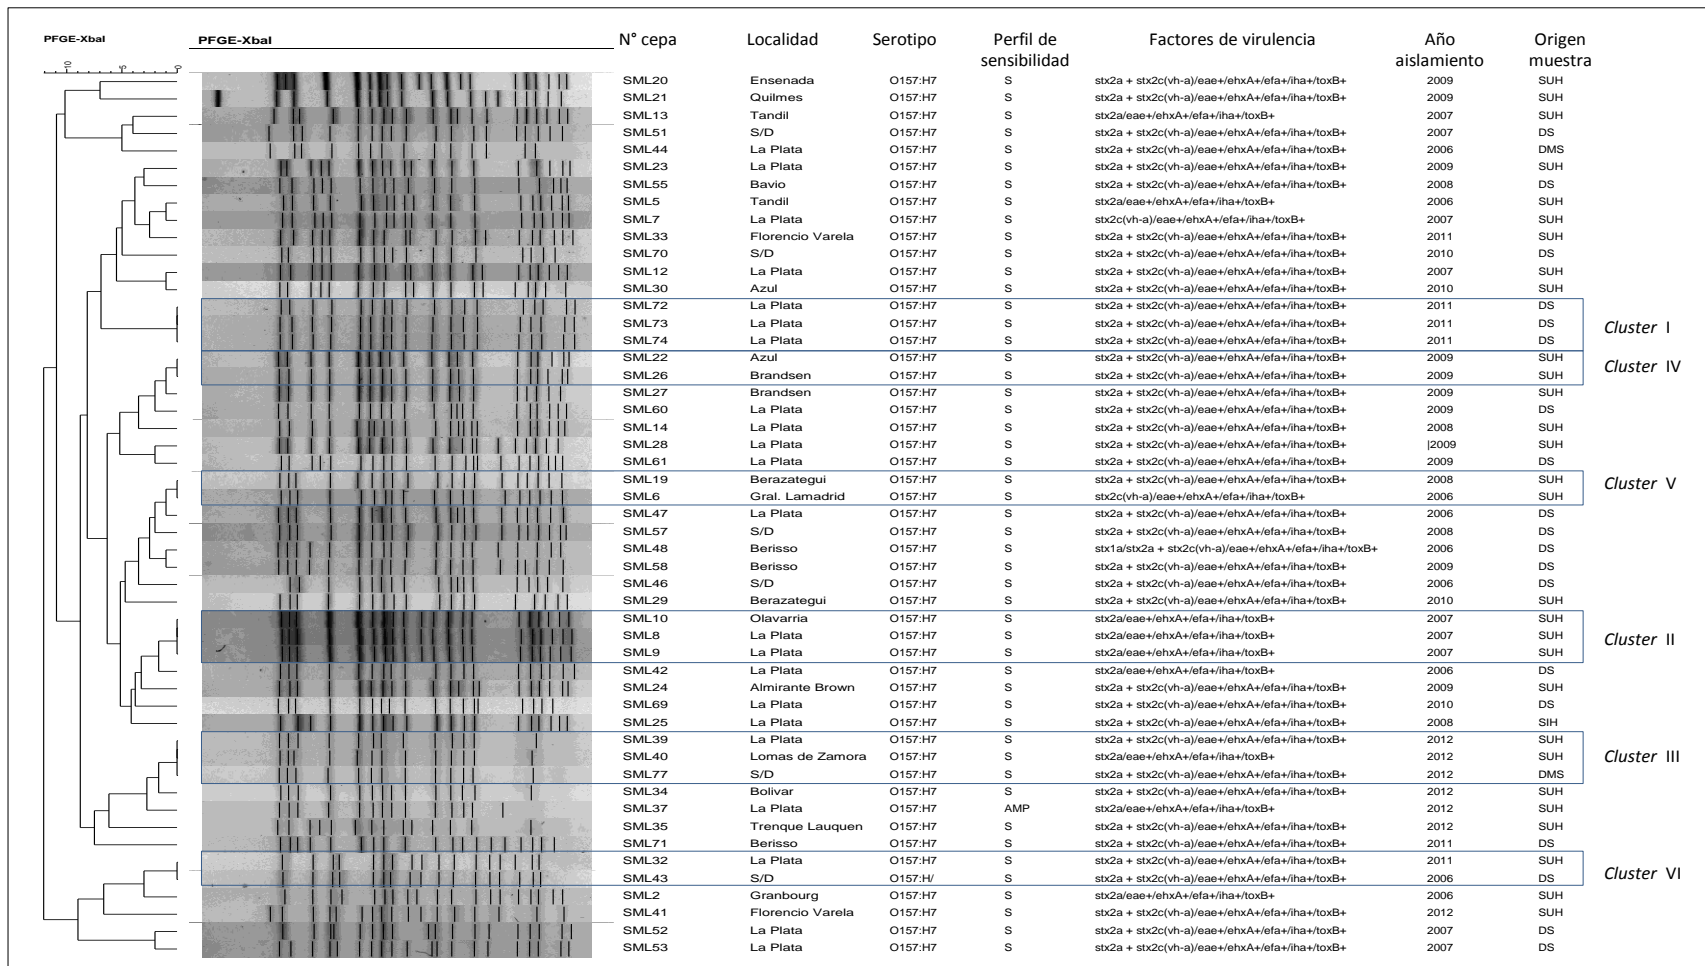 PFGE-XbaI PFGE-XbaI N° cepa Localidad Serotipo Perfil de sensibilidad Factores de virulencia Año aislamiento Origen muestra
SML20 Ensenada O157:H7 S stx2a + stx2c(vh-a)/eae+/ehxA+/efa+/iha+/toxB+ 2009 SUH
SML21 Quilmes O157:H7 S stx2a + stx2c(vh-a)/eae+/ehxA+/efa+/iha+/toxB+ 2009 SUH
SML13 Tandil O157:H7 S stx2a/eae+/ehxA+/efa+/iha+/toxB+ 2007 SUH
SML51 S/D O157:H7 S stx2a + stx2c(vh-a)/eae+/ehxA+/efa+/iha+/toxB+ 2007 DS
SML44 La Plata O157:H7 S stx2a + stx2c(vh-a)/eae+/ehxA+/efa+/iha+/toxB+ 2006 DMS
SML23 La Plata O157:H7 S stx2a + stx2c(vh-a)/eae+/ehxA+/efa+/iha+/toxB+ 2009 SUH
SML55 Bavio O157:H7 S stx2a + stx2c(vh-a)/eae+/ehxA+/efa+/iha+/toxB+ 2008 DS
SML5 Tandil O157:H7 S stx2a/eae+/ehxA+/efa+/iha+/toxB+ 2006 SUH
SML7 La Plata O157:H7 S stx2c(vh-a)/eae+/ehxA+/efa+/iha+/toxB+ 2007 SUH
SML33 Florencio Varela O157:H7 S stx2a + stx2c(vh-a)/eae+/ehxA+/efa+/iha+/toxB+ 2011 SUH
SML70 S/D O157:H7 S stx2a + stx2c(vh-a)/eae+/ehxA+/efa+/iha+/toxB+ 2010 DS
SML12 La Plata O157:H7 S stx2a + stx2c(vh-a)/eae+/ehxA+/efa+/iha+/toxB+ 2007 SUH
SML30 Azul O157:H7 S stx2a + stx2c(vh-a)/eae+/ehxA+/efa+/iha+/toxB+ 2010 SUH
SML72 La Plata O157:H7 S stx2a + stx2c(vh-a)/eae+/ehxA+/efa+/iha+/toxB+ 2011 DS
SML73 La Plata O157:H7 S stx2a + stx2c(vh-a)/eae+/ehxA+/efa+/iha+/toxB+ 2011 DS Cluster I
SML74 La Plata O157:H7 S stx2a + stx2c(vh-a)/eae+/ehxA+/efa+/iha+/toxB+ 2011 DS
SML22 Azul O157:H7 S stx2a + stx2c(vh-a)/eae+/ehxA+/efa+/iha+/toxB+ 2009 SUH Cluster IV
SML26 Brandsen O157:H7 S stx2a + stx2c(vh-a)/eae+/ehxA+/efa+/iha+/toxB+ 2009 SUH
SML27 Brandsen O157:H7 S stx2a + stx2c(vh-a)/eae+/ehxA+/efa+/iha+/toxB+ 2009 SUH
SML60 La Plata O157:H7 S stx2a + stx2c(vh-a)/eae+/ehxA+/efa+/iha+/toxB+ 2009 DS
SML14 La Plata O157:H7 S stx2a + stx2c(vh-a)/eae+/ehxA+/efa+/iha+/toxB+ 2008 SUH
SML28 La Plata O157:H7 S stx2a + stx2c(vh-a)/eae+/ehxA+/efa+/iha+/toxB+ |2009 SUH
SML61 La Plata O157:H7 S stx2a + stx2c(vh-a)/eae+/ehxA+/efa+/iha+/toxB+ 2009 DS
SML19 Berazategui O157:H7 S stx2a + stx2c(vh-a)/eae+/ehxA+/efa+/iha+/toxB+ 2008 SUH Cluster V
SML6 Gral. Lamadrid O157:H7 S stx2c(vh-a)/eae+/ehxA+/efa+/iha+/toxB+ 2006 SUH
SML47 La Plata O157:H7 S stx2a + stx2c(vh-a)/eae+/ehxA+/efa+/iha+/toxB+ 2006 DS
SML57 S/D O157:H7 S stx2a + stx2c(vh-a)/eae+/ehxA+/efa+/iha+/toxB+ 2008 DS
SML48 Berisso O157:H7 S stx1a/stx2a + stx2c(vh-a)/eae+/ehxA+/efa+/iha+/toxB+ 2006 DS
SML58 Berisso O157:H7 S stx2a + stx2c(vh-a)/eae+/ehxA+/efa+/iha+/toxB+ 2009 DS
SML46 S/D O157:H7 S stx2a + stx2c(vh-a)/eae+/ehxA+/efa+/iha+/toxB+ 2006 DS
SML29 Berazategui O157:H7 S stx2a + stx2c(vh-a)/eae+/ehxA+/efa+/iha+/toxB+ 2010 SUH
SML10 Olavarria O157:H7 S stx2a/eae+/ehxA+/efa+/iha+/toxB+ 2007 SUH
SML8 La Plata O157:H7 S stx2a/eae+/ehxA+/efa+/iha+/toxB+ 2007 SUH Cluster II
SML9 La Plata O157:H7 S stx2a/eae+/ehxA+/efa+/iha+/toxB+ 2007 SUH
SML42 La Plata O157:H7 S stx2a/eae+/ehxA+/efa+/iha+/toxB+ 2006 DS
SML24 Almirante Brown O157:H7 S stx2a + stx2c(vh-a)/eae+/ehxA+/efa+/iha+/toxB+ 2009 SUH
SML69 La Plata O157:H7 S stx2a + stx2c(vh-a)/eae+/ehxA+/efa+/iha+/toxB+ 2010 DS
SML25 La Plata O157:H7 S stx2a + stx2c(vh-a)/eae+/ehxA+/efa+/iha+/toxB+ 2008 SIH
SML39 La Plata O157:H7 S stx2a + stx2c(vh-a)/eae+/ehxA+/efa+/iha+/toxB+ 2012 SUH
SML40 Lomas de Zamora O157:H7 S stx2a/eae+/ehxA+/efa+/iha+/toxB+ 2012 SUH Cluster III
SML77 S/D O157:H7 S stx2a + stx2c(vh-a)/eae+/ehxA+/efa+/iha+/toxB+ 2012 DMS
SML34 Bolivar O157:H7 S stx2a + stx2c(vh-a)/eae+/ehxA+/efa+/iha+/toxB+ 2012 SUH
SML37 La Plata O157:H7 AMP stx2a/eae+/ehxA+/efa+/iha+/toxB+ 2012 SUH
SML35 Trenque Lauquen O157:H7 S stx2a + stx2c(vh-a)/eae+/ehxA+/efa+/iha+/toxB+ 2012 SUH
SML71 Berisso O157:H7 S stx2a + stx2c(vh-a)/eae+/ehxA+/efa+/iha+/toxB+ 2011 DS
SML32 La Plata O157:H7 S stx2a + stx2c(vh-a)/eae+/ehxA+/efa+/iha+/toxB+ 2011 SUH
SML43 S/D O157:H/ S stx2a + stx2c(vh-a)/eae+/ehxA+/efa+/iha+/toxB+ 2006 DS Cluster VI
SML2 Granbourg O157:H7 S stx2a/eae+/ehxA+/efa+/iha+/toxB+ 2006 SUH
SML41 Florencio Varela O157:H7 S stx2a + stx2c(vh-a)/eae+/ehxA+/efa+/iha+/toxB+ 2012 SUH
SML52 La Plata O157:H7 S stx2a + stx2c(vh-a)/eae+/ehxA+/efa+/iha+/toxB+ 2007 DS
SML53 La Plata O157:H7 S stx2a + stx2c(vh-a)/eae+/ehxA+/efa+/iha+/toxB+ 2007 DS